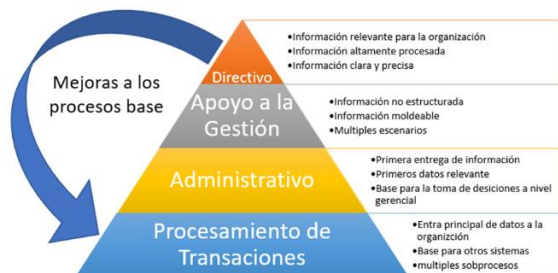 Mejoras a los
procesos base
Directivo
•Información relevante para la organización
•Información altamente procesada
•Información clara y precisa
Apoyo a la
Gestión
•Información no estructurada
•Información moldeable
•Multiples escenarios
Administrativo
•Primera entrega de información
•Primeros datos relevante
•Base para la toma de desiciones a nivel
gerencial
Procesamiento de
Transaciones
•Entra principal de datos a la
organizción
•Base para otros sistemas
•multiples sobprocesos